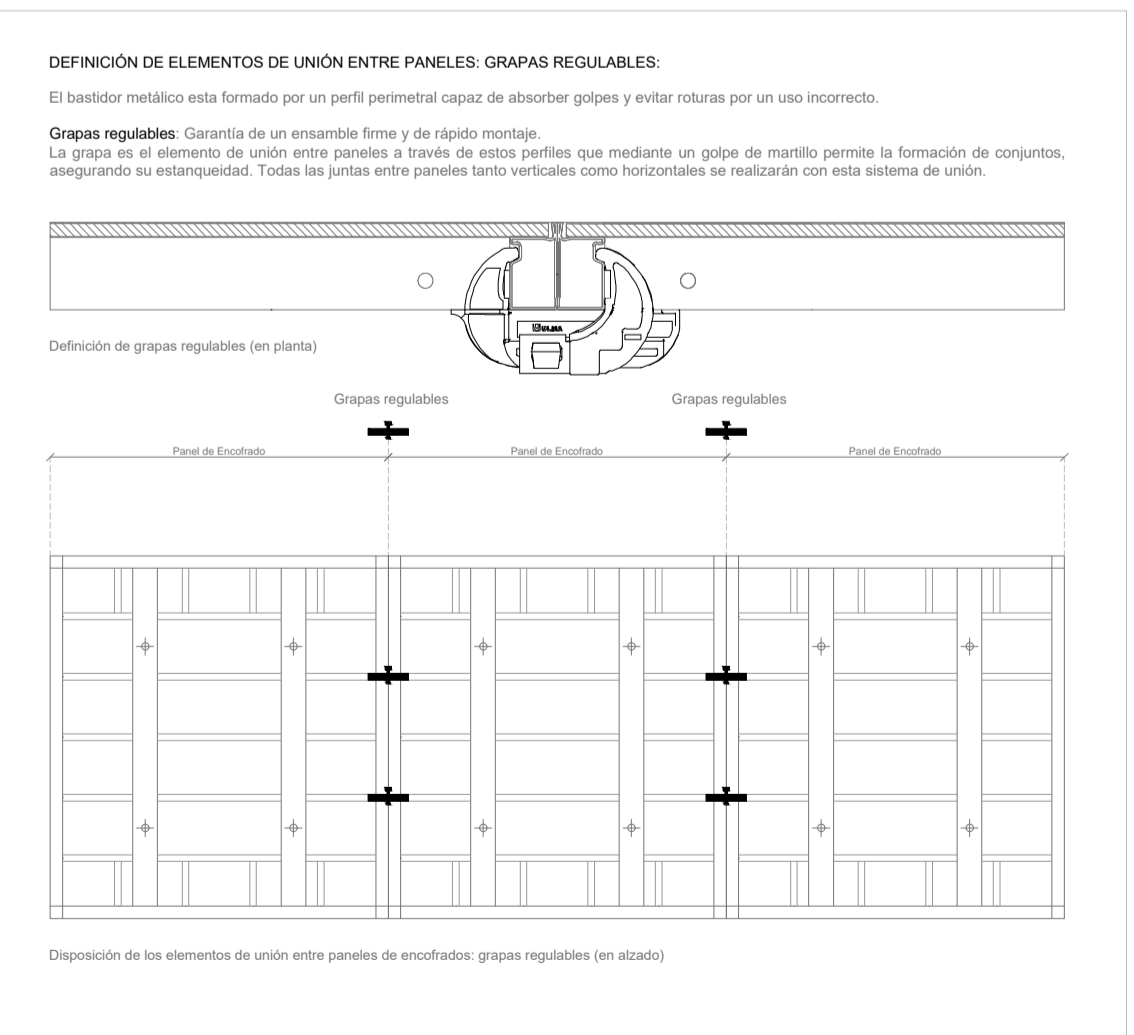 DEFINICIÓN DE ELEMENTOS DE UNIÓN ENTRE PANELES: GRAPAS REGULABLES:
El bastidor metálico esta formado por un perfil perimetral capaz de absorber golpes y evitar roturas por un uso incorrecto.
Grapas regulables: Garantía de un ensamble firme y de rápido montaje.
La grapa es el elemento de unión entre paneles a través de estos perfiles que mediante un golpe de martillo permite la formación de conjuntos,
asegurando su estanqueidad. Todas las juntas entre paneles tanto verticales como horizontales se realizarán con esta sistema de unión.
ULMA
Definición de grapas regulables (en planta)
Grapas regulables
Grapas regulables
Panel de Encofrado
Panel de Encofrado
Panel de Encofrado
Disposición de los elementos de unión entre paneles de encofrados: grapas regulables (en alzado)